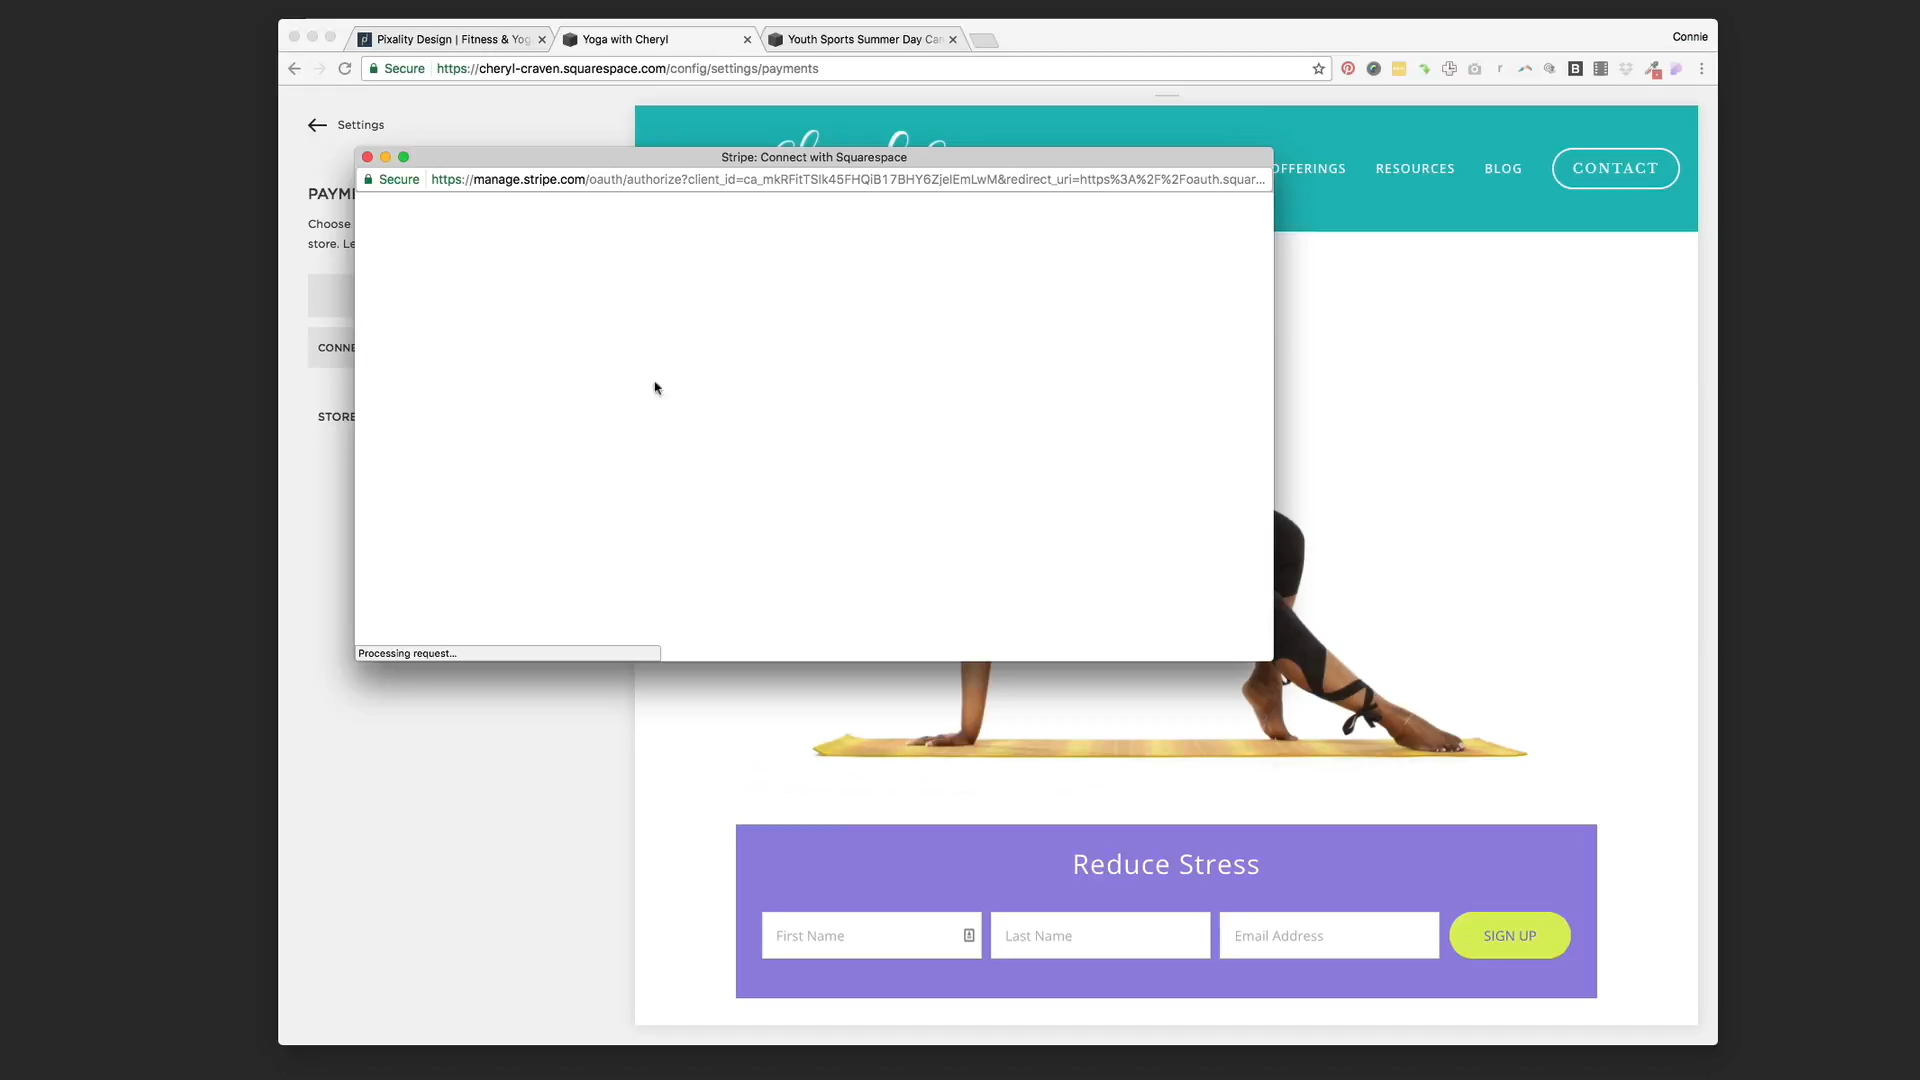 Pixality Design | Fitness & Yog
Yoga with Cheryl
Youth Sports Summer Day Car
Connie
Secure
https://cheryl-craven.squarespace.com/config/settings/payments
Settings
OFFERINGS
RESOURCES
BLOG
CONTACT
Stripe: Connect with Squarespace
Secure
https://manage.stripe.com/oauth/authorize?client_id=ca_mkRFitTSlk45FHQiB17BHY6ZjeIEmLwM&redirect_uri=https%3A%2F%2Foauth.squar...
PAYM
Choose
store. Le
CONNE
STORE
Processing request...
Reduce Stress
First Name
Last Name
Email Address
SIGN UP